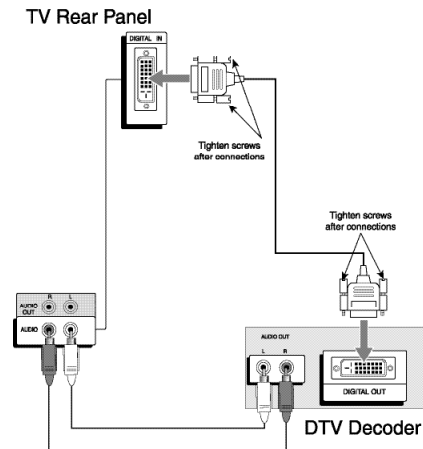 TV Rear Panel
DIGITAL IN
Tighten screws
after connections
Tighten screws
after connections
R L
AUDIO
OUT
AUDIO
AUDIO OUT
L R
DIGITAL OUT
DTV Decoder